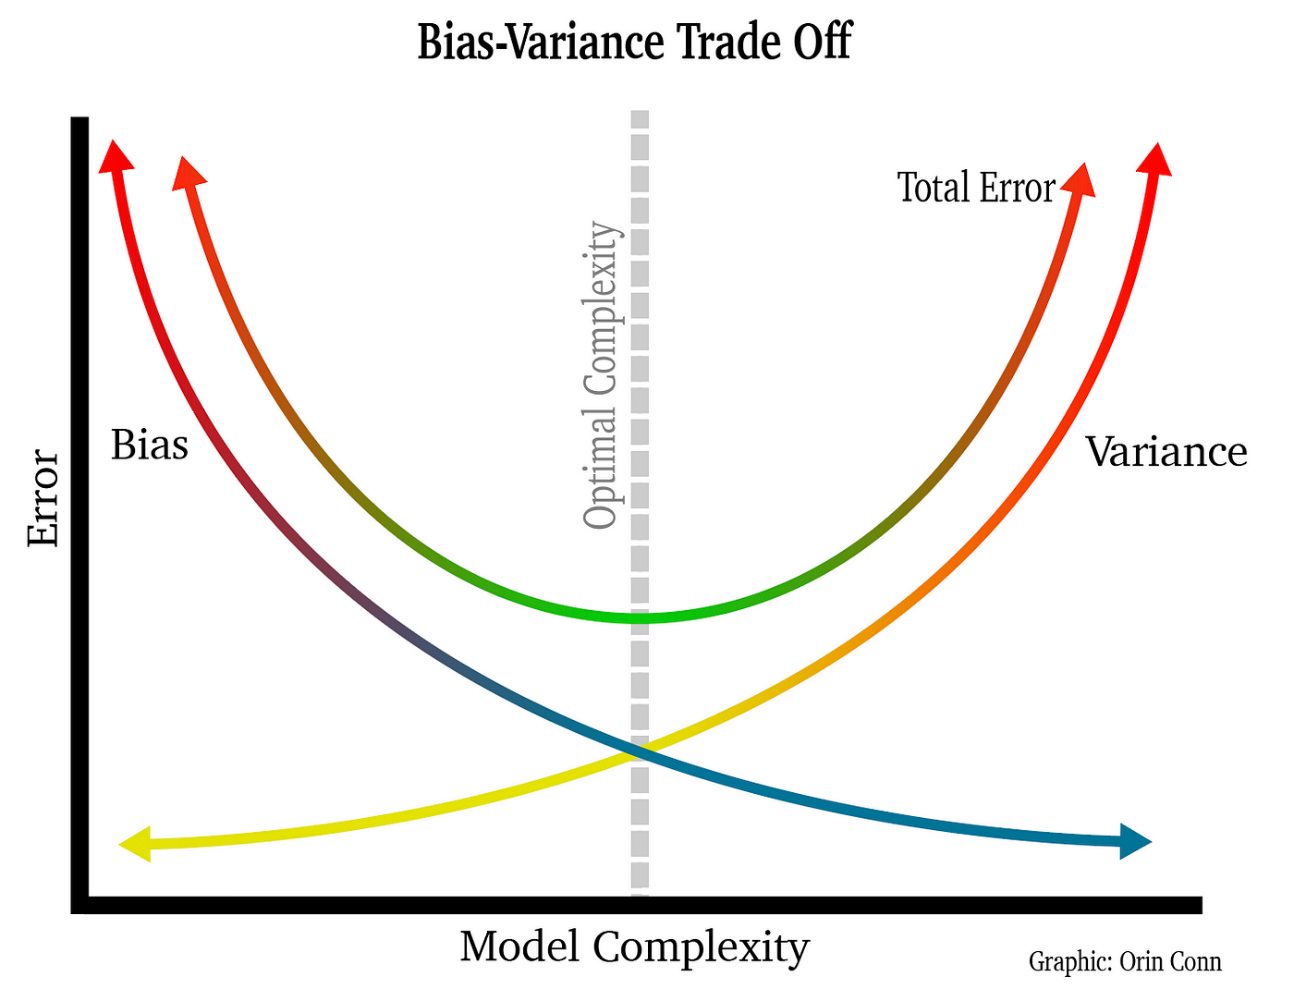 Bias-Variance Trade Off
Total Error
Optimal Complexity
Bias
Variance
Error
Model Complexity
Graphic: Orin Conn